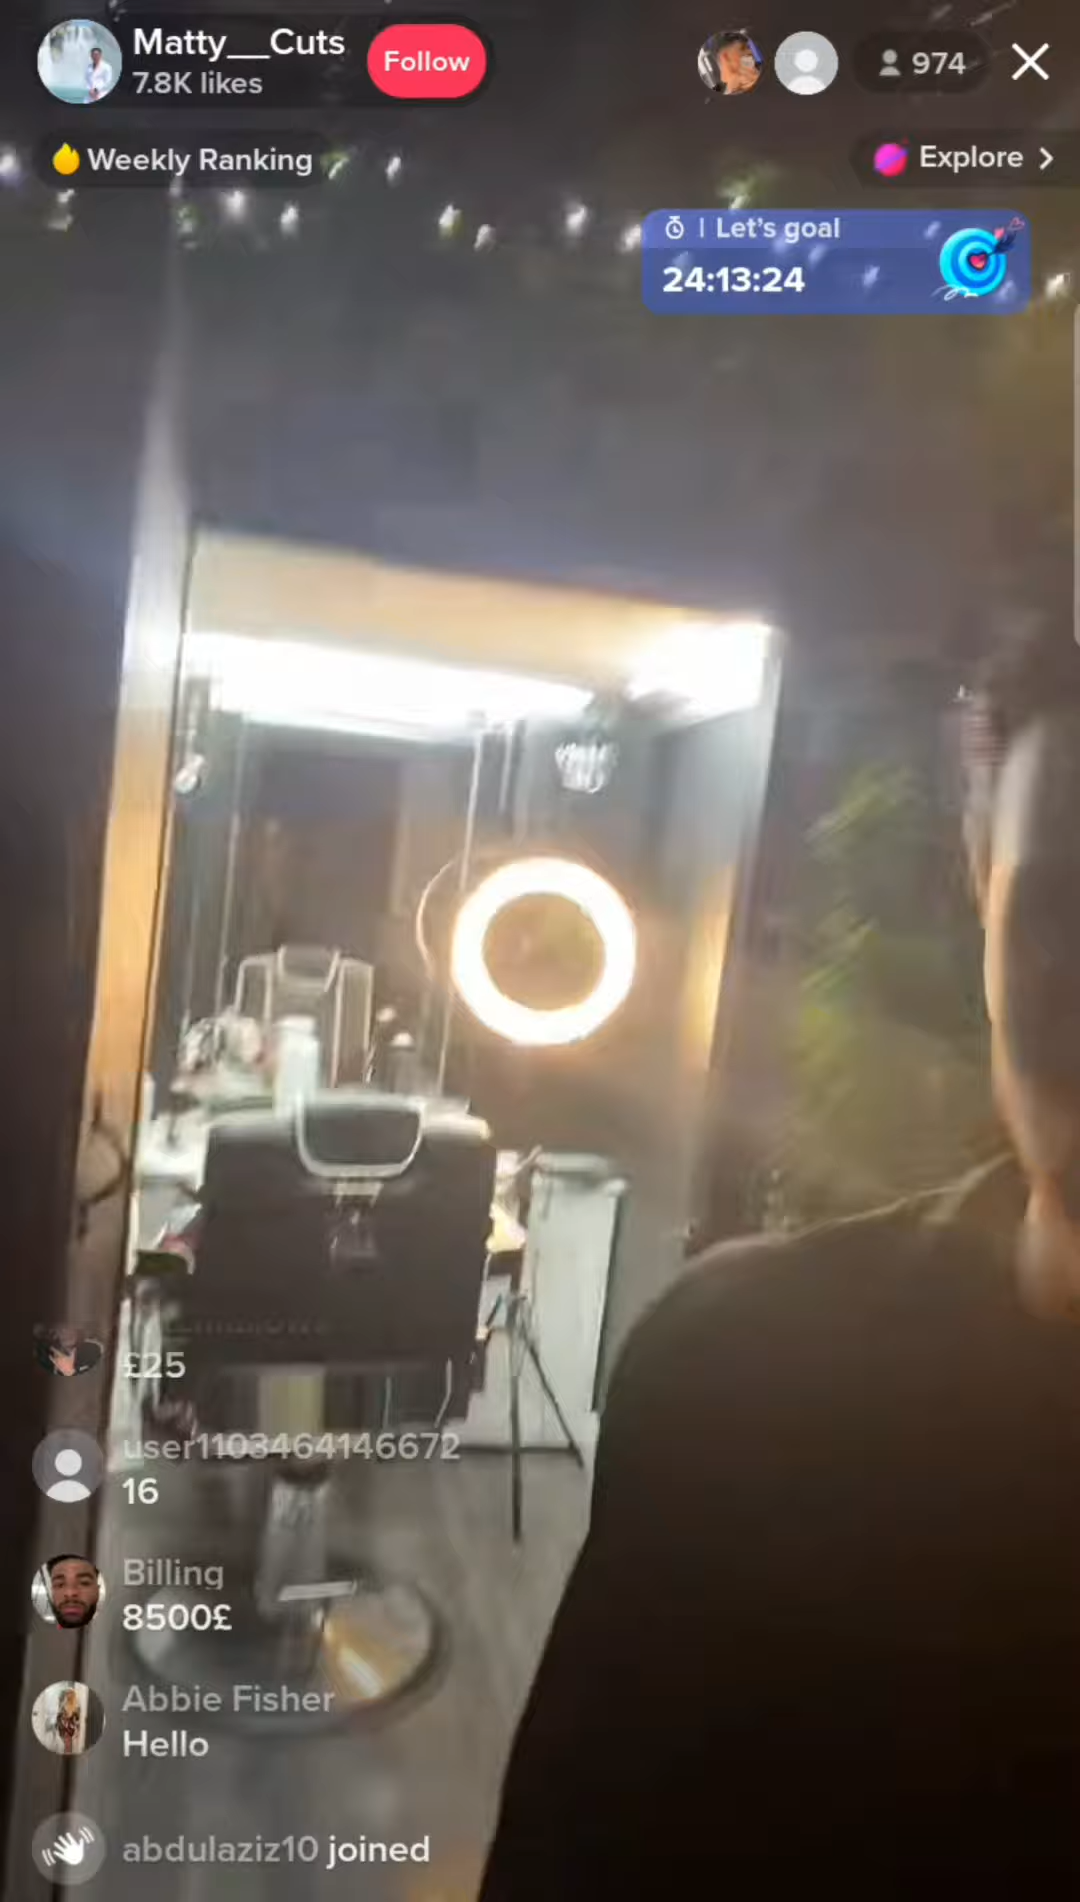 Matty__Cuts
7.8K likes
Follow
974
Weekly Ranking
Explore
Let's goal
24:13:24
£25
user1103464146672
16
Billing
8500£
Abbie Fisher
Hello
abdulaziz10 joined